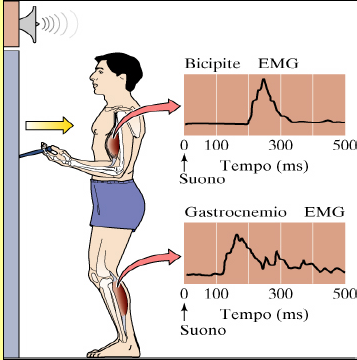 Bicipite EMG
0 100 300 500
Tempo (ms)
Suono
Gastrocnemio EMG
0 100 300 500
Tempo (ms)
Suono